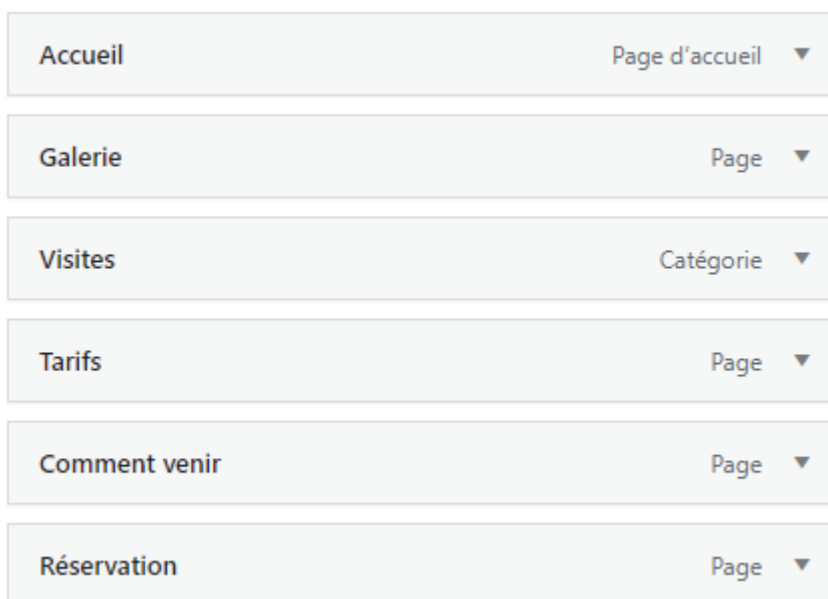 Accueil Page d'accueil
Galerie Page
Visites Catégorie
Tarifs Page
Comment venir Page
Réservation Page